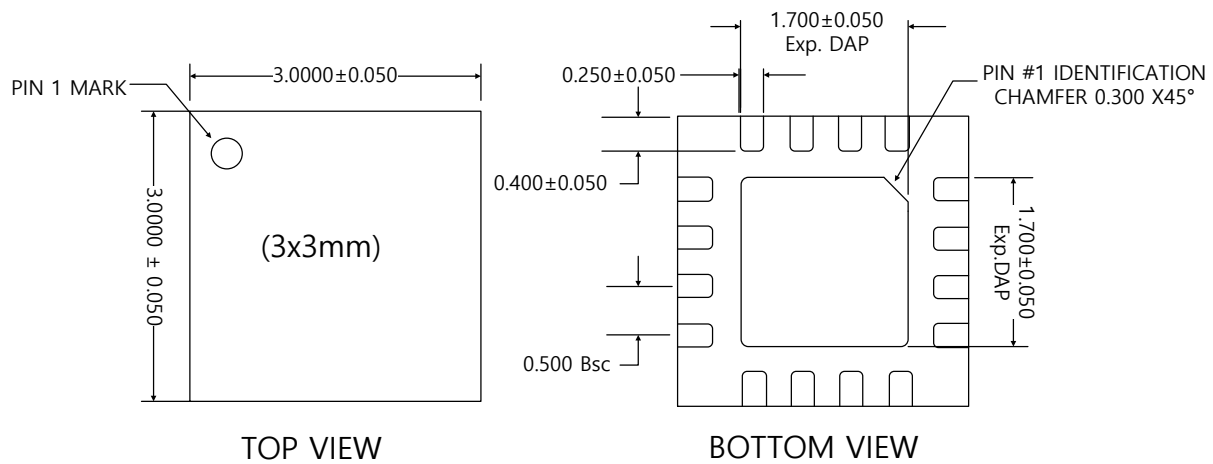 PIN 1 MARK
3.0000±0.050
3.0000 ± 0.050
(3x3mm)
TOP VIEW
1.700±0.050
Exp. DAP
0.250±0.050
PIN #1 IDENTIFICATION
CHAMFER 0.300 X45°
0.400±0.050
1.700±0.050
Exp.DAP
0.500 Bsc
BOTTOM VIEW